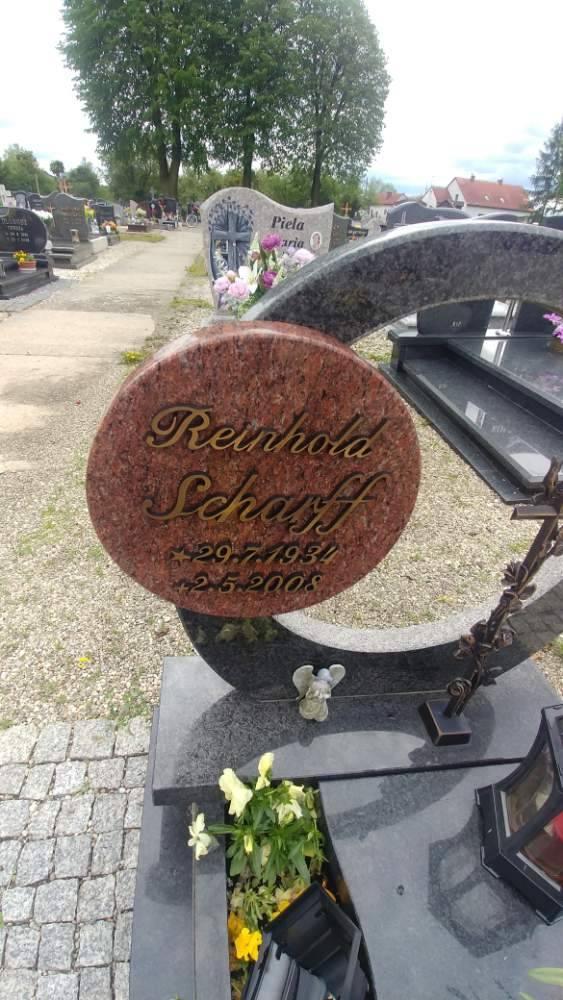 Piela
Reinhold
Scharff
*29.7.1934
+2.5.2008